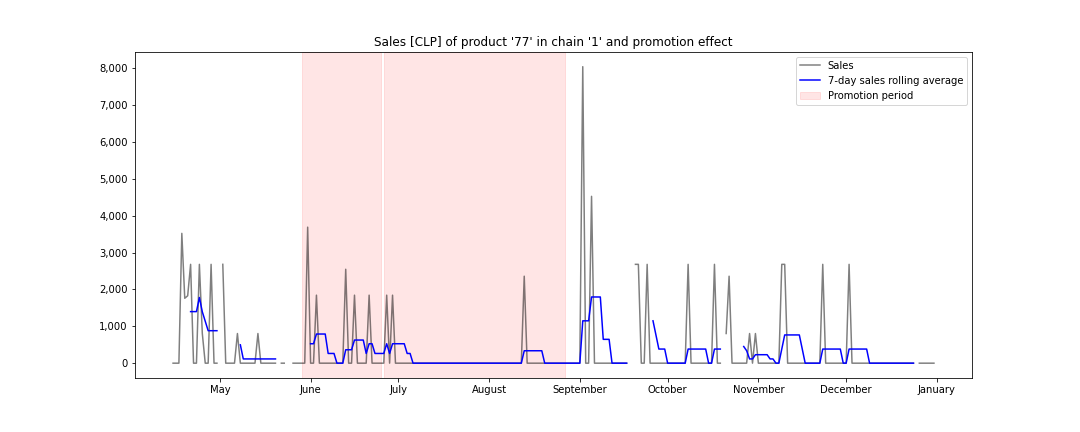 Sales [CLP] of product '77' in chain '1' and promotion effect
8,000
7,000
6,000
5,000
4,000
3,000
2,000
1,000
0
Sales
7-day sales rolling average
Promotion period
May June July August September October November December January